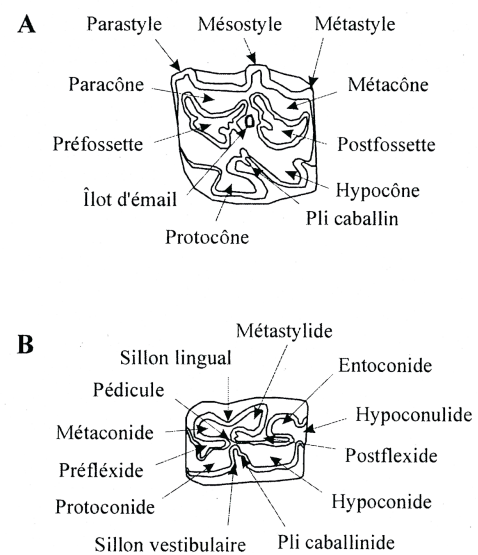 A
Parastyle Mésostyle Métastyle
Paracône Métacône
Préfossette Postfossette
Îlot d'émail Hypocône
Pli caballin
Protocône
B
Métastylide
Sillon lingual Entoconide
Pédicule
Hypoconulide
Métaconide
Postflexide
Préfléxide
Protoconide Hypoconide
Sillon vestibulaire Pli caballinide